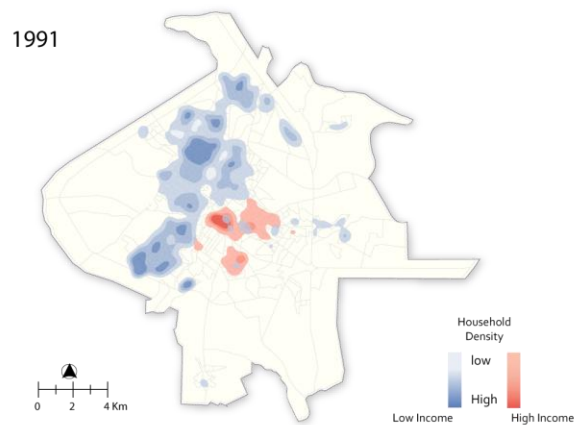 1991
Household
Density
low
High
Low Income
High Income
0 2 4 Km